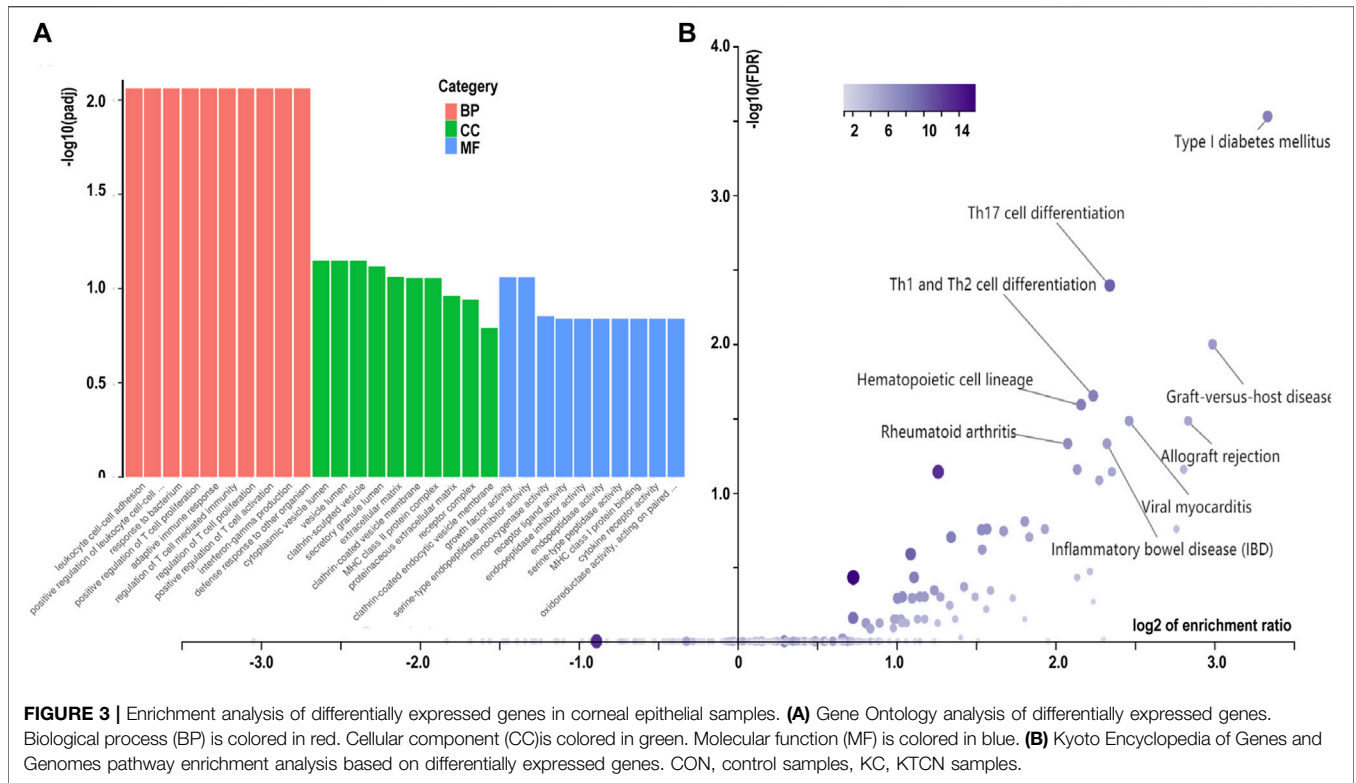 A
-log10(padj)
2.0
1.5
1.0
0.5
0
Categery
BP
CC
MF
leukocyte cell-cell adhesion
positive regulation of leukocyte cell-cell ...
response to bacterium
positive regulation of T cell proliferation
adaptive immune response
regulation of T cell mediated immunity
regulation of T cell proliferation
positive regulation of T cell activation
interferon-gamma production
defense response to other organism
cytoplasmic vesicle lumen
vesicle lumen
clathrin-sculpted vesicle
secretory granule lumen
extracellular matrix
clathrin-coated vesicle membrane
MHC class II protein complex
proteinaceous extracellular matrix
receptor complex
clathrin-coated endocytic vesicle membrane
growth factor activity
serine-type endopeptidase inhibitor activity
monooxygenase activity
receptor ligand activity
endopeptidase inhibitor activity
endopeptidase activity
serine-type peptidase activity
MHC class I protein binding
cytokine receptor activity
oxidoreductase activity, acting on paired ...
B
-log10(FDR)
4.0
3.0
2.0
1.0
2 6 10 14
Type I diabetes mellitus
Th17 cell differentiation
Th1 and Th2 cell differentiation
Hematopoietic cell lineage
Graft-versus-host disease
Rheumatoid arthritis
Allograft rejection
Viral myocarditis
Inflammatory bowel disease (IBD)
log2 of enrichment ratio
-3.0 -2.0 -1.0 0 1.0 2.0 3.0
FIGURE 3 | Enrichment analysis of differentially expressed genes in corneal epithelial samples. (A) Gene Ontology analysis of differentially expressed genes.
Biological process (BP) is colored in red. Cellular component (CC)is colored in green. Molecular function (MF) is colored in blue. (B) Kyoto Encyclopedia of Genes and
Genomes pathway enrichment analysis based on differentially expressed genes. CON, control samples, KC, KTCN samples.